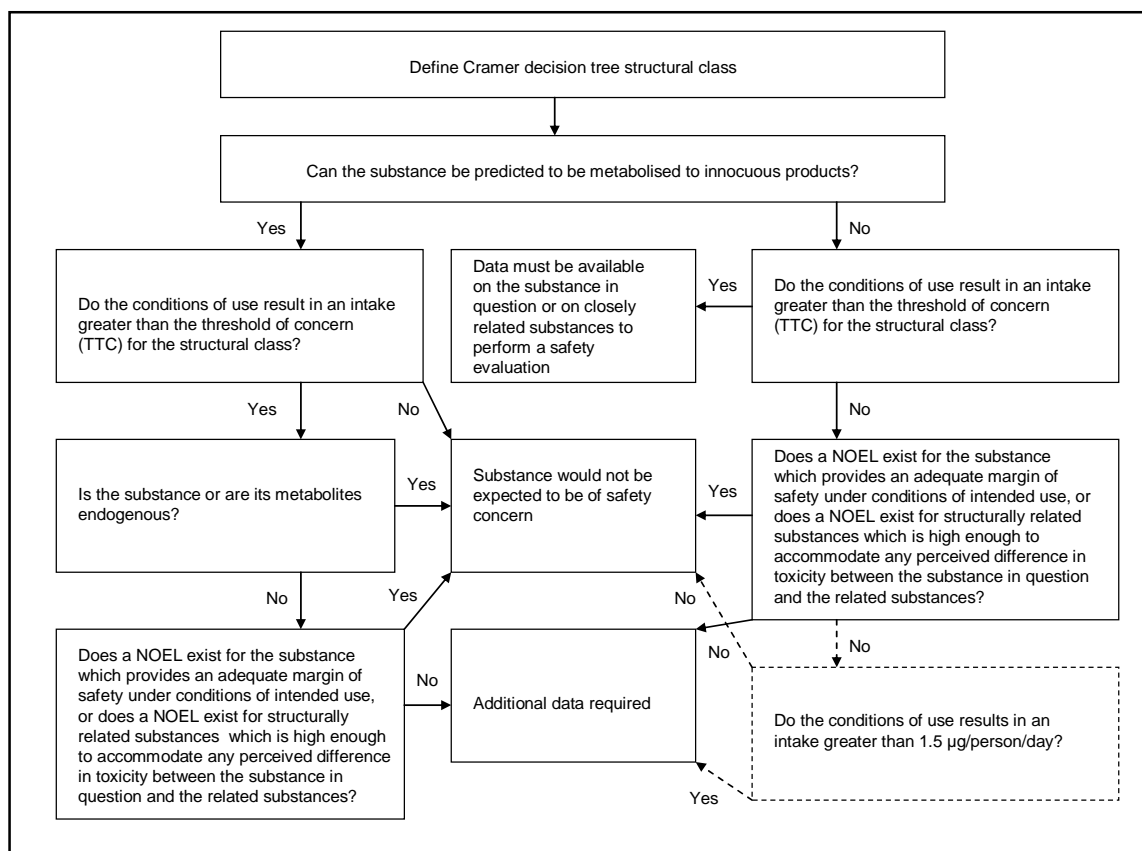 Define Cramer decision tree structural class
Can the substance be predicted to be metabolised to innocuous products?
Yes
No
Do the conditions of use result in an intake
greater than the threshold of concern
(TTC) for the structural class?
Data must be available
on the substance in
question or on closely
related substances to
perform a safety
evaluation
Yes
Do the conditions of use result in an intake
greater than the threshold of concern
(TTC) for the structural class?
Yes
No
No
Is the substance or are its metabolites
endogenous?
Yes
Substance would not be
expected to be of safety
concern
Yes
Does a NOEL exist for the substance
which provides an adequate margin of
safety under conditions of intended use, or
does a NOEL exist for structurally related
substances which is high enough to
accommodate any perceived difference in
toxicity between the substance in question
and the related substances?
No
Yes
No
Does a NOEL exist for the substance
which provides an adequate margin of
safety under conditions of intended use,
or does a NOEL exist for structurally
related substances which is high enough
to accommodate any perceived difference
in toxicity between the substance in
question and the related substances?
No
Additional data required
No
No
Do the conditions of use results in an
intake greater than 1.5 µg/person/day?
Yes